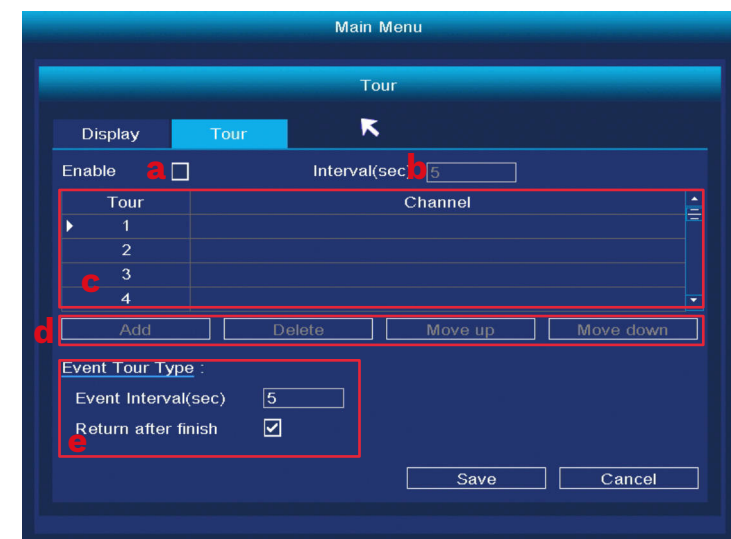 Main Menu
Tour
Display Tour
Enable a Interval(sec) b 5
Tour Channel
1
2
3
c
4
d Add Delete Move up Move down
Event Tour Type :
Event Interval(sec) 5
Return after finish
e
Save Cancel